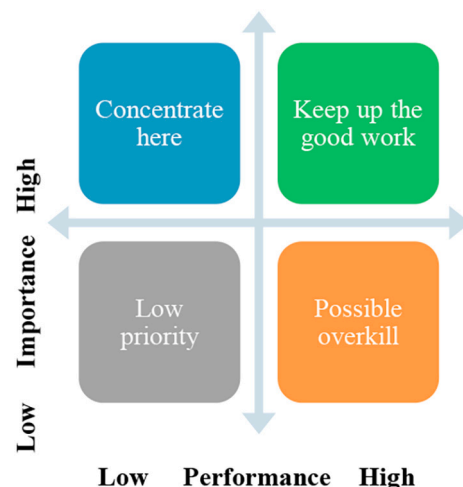 Concentrate
here
Keep up the
good work
Low
priority
Possible
overkill
Low Importance High
Low Performance High